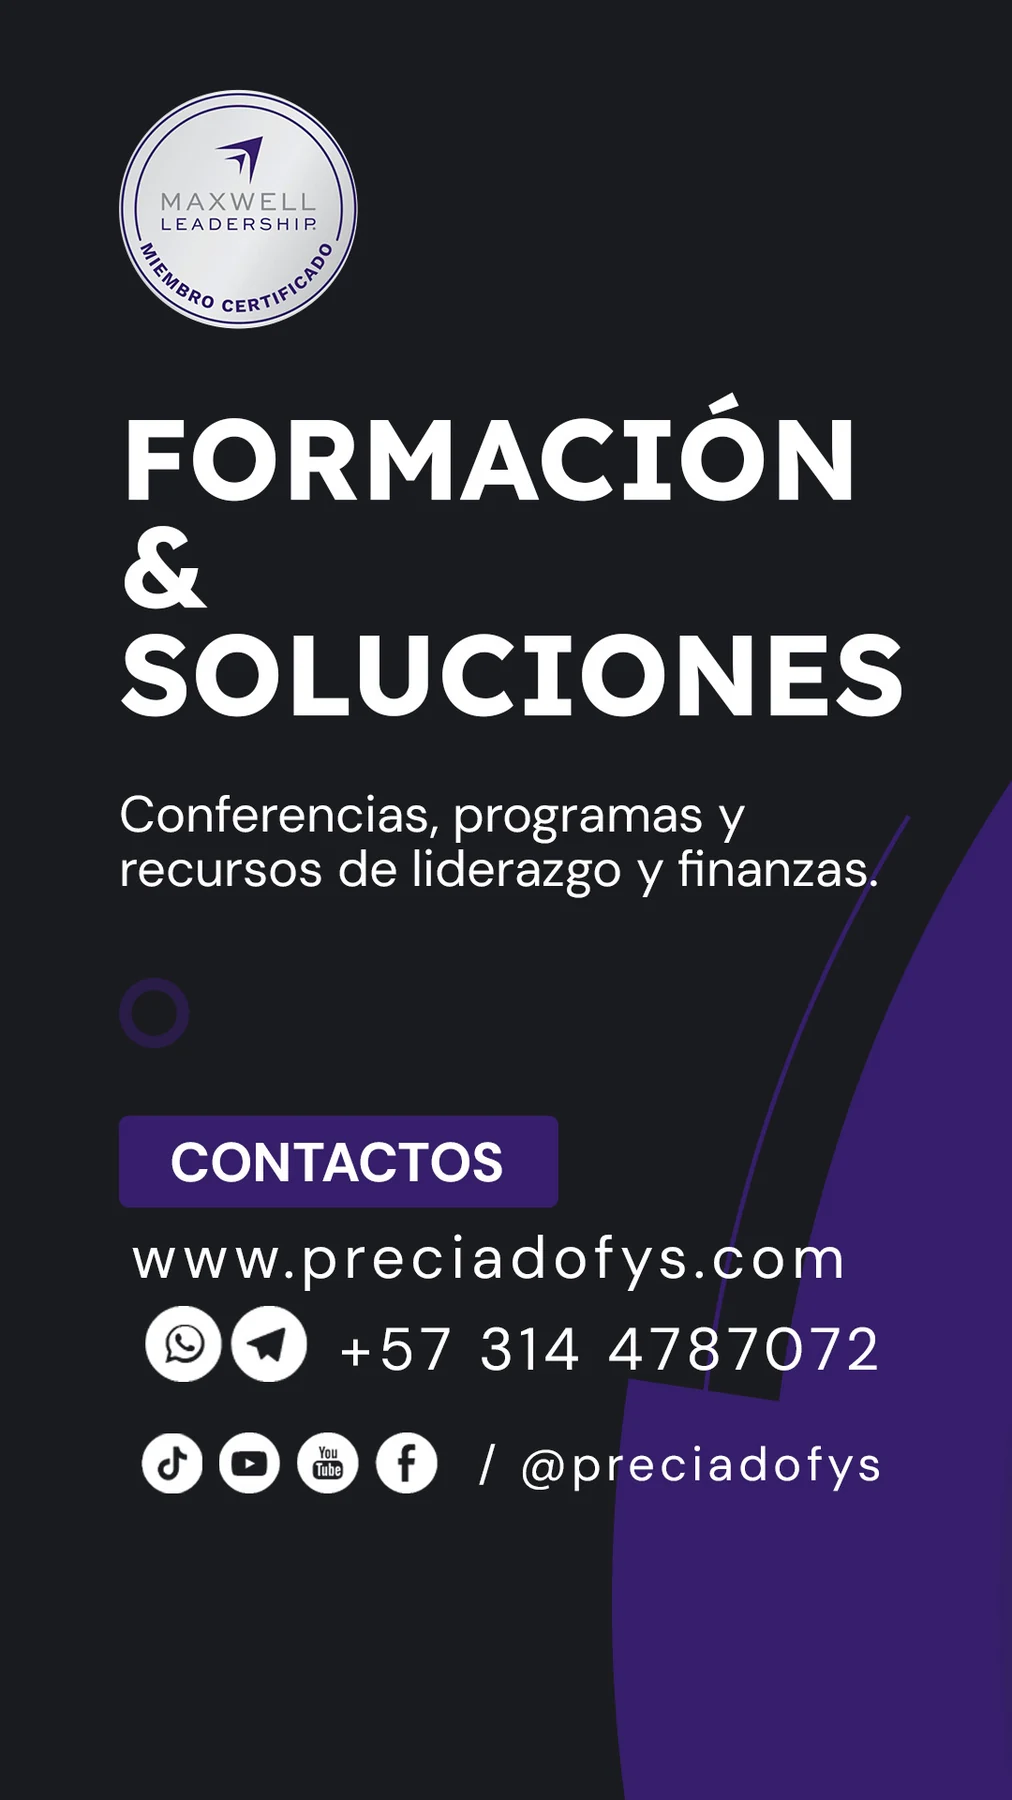 MAXWELL
LEADERSHIP
MIEMBRO CERTIFICADO
FORMACIÓN
&
SOLUCIONES
Conferencias, programas y
recursos de liderazgo y finanzas.
CONTACTOS
www.preciadofys.com
+57 314 4787072
You
Tube
/ @preciadofys